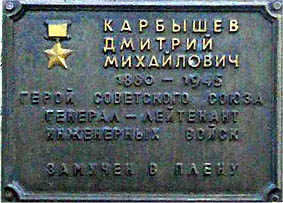 КАРБЫШЕВ
ДМИТРИЙ
МИХАЙЛОВИЧ
1880 – 1945
ГЕРОЙ СОВЕТСКОГО СОЮЗА
ГЕНЕРАЛ – ЛЕЙТЕНАНТ
ИНЖЕНЕРНЫХ ВОЙСК
ЗАМУЧЕН В ПЛЕНУ